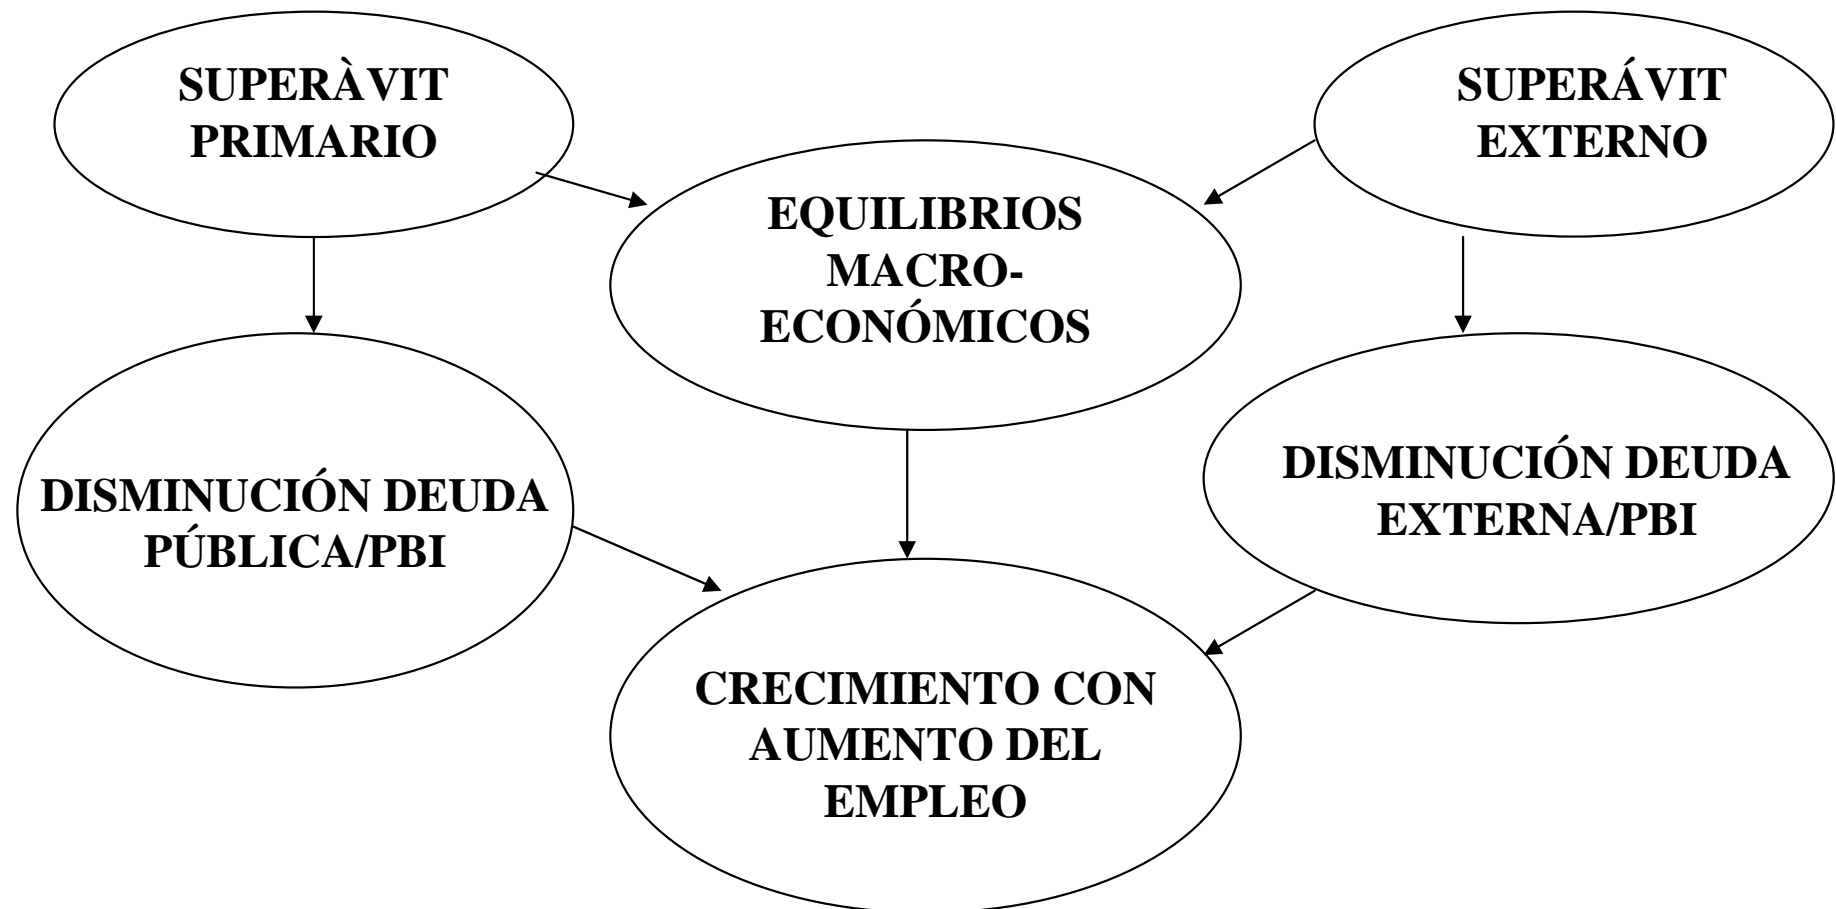 SUPERÀVIT
PRIMARIO
SUPERÁVIT
EXTERNO
EQUILIBRIOS
MACRO-
ECONÓMICOS
DISMINUCIÓN DEUDA
PÚBLICA/PBI
DISMINUCIÓN DEUDA
EXTERNA/PBI
CRECIMIENTO CON
AUMENTO DEL
EMPLEO